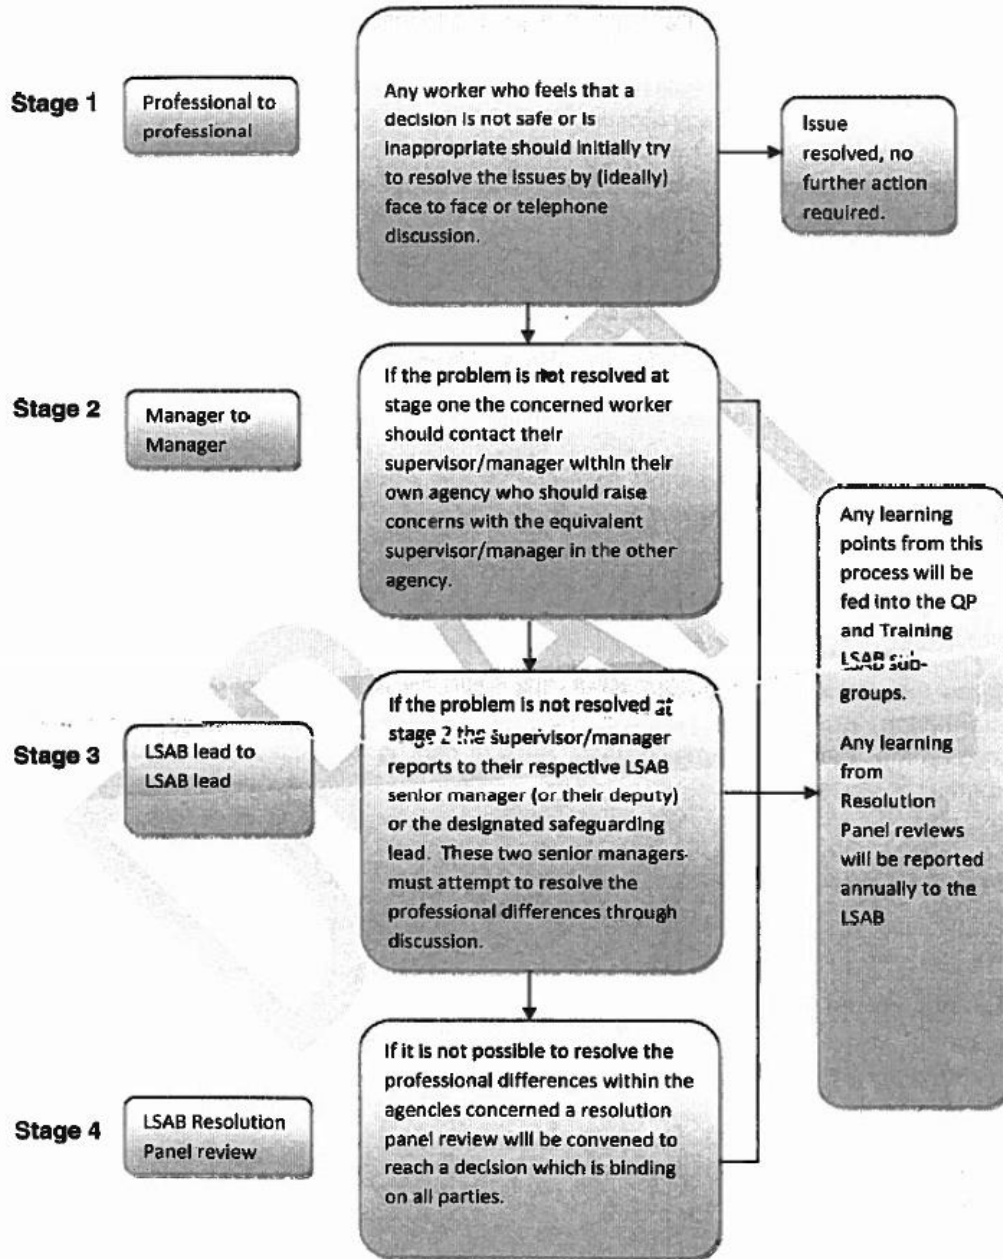 Stage 1
Professional to
professional
Any worker who feels that a
decision is not safe or is
inappropriate should initially try
to resolve the issues by (ideally)
face to face or telephone
discussion.
Issue
resolved, no
further action
required.
Stage 2
Manager to
Manager
If the problem is not resolved at
stage one the concerned worker
should contact their
supervisor/manager within their
own agency who should raise
concerns with the equivalent
supervisor/manager in the other
agency.
Any learning
points from this
process will be
fed into the QP
and Training
LSAB sub-
groups.
Any learning
from
Resolution
Panel reviews
will be reported
annually to the
LSAB
Stage 3
LSAB lead to
LSAB lead
If the problem is not resolved at
stage 2 the supervisor/manager
reports to their respective LSAB
senior manager (or their deputy)
or the designated safeguarding
lead. These two senior managers
must attempt to resolve the
professional differences through
discussion.
Stage 4
LSAB Resolution
Panel review
If it is not possible to resolve the
professional differences within the
agencies concerned a resolution
panel review will be convened to
reach a decision which is binding
on all parties.
DRAFT